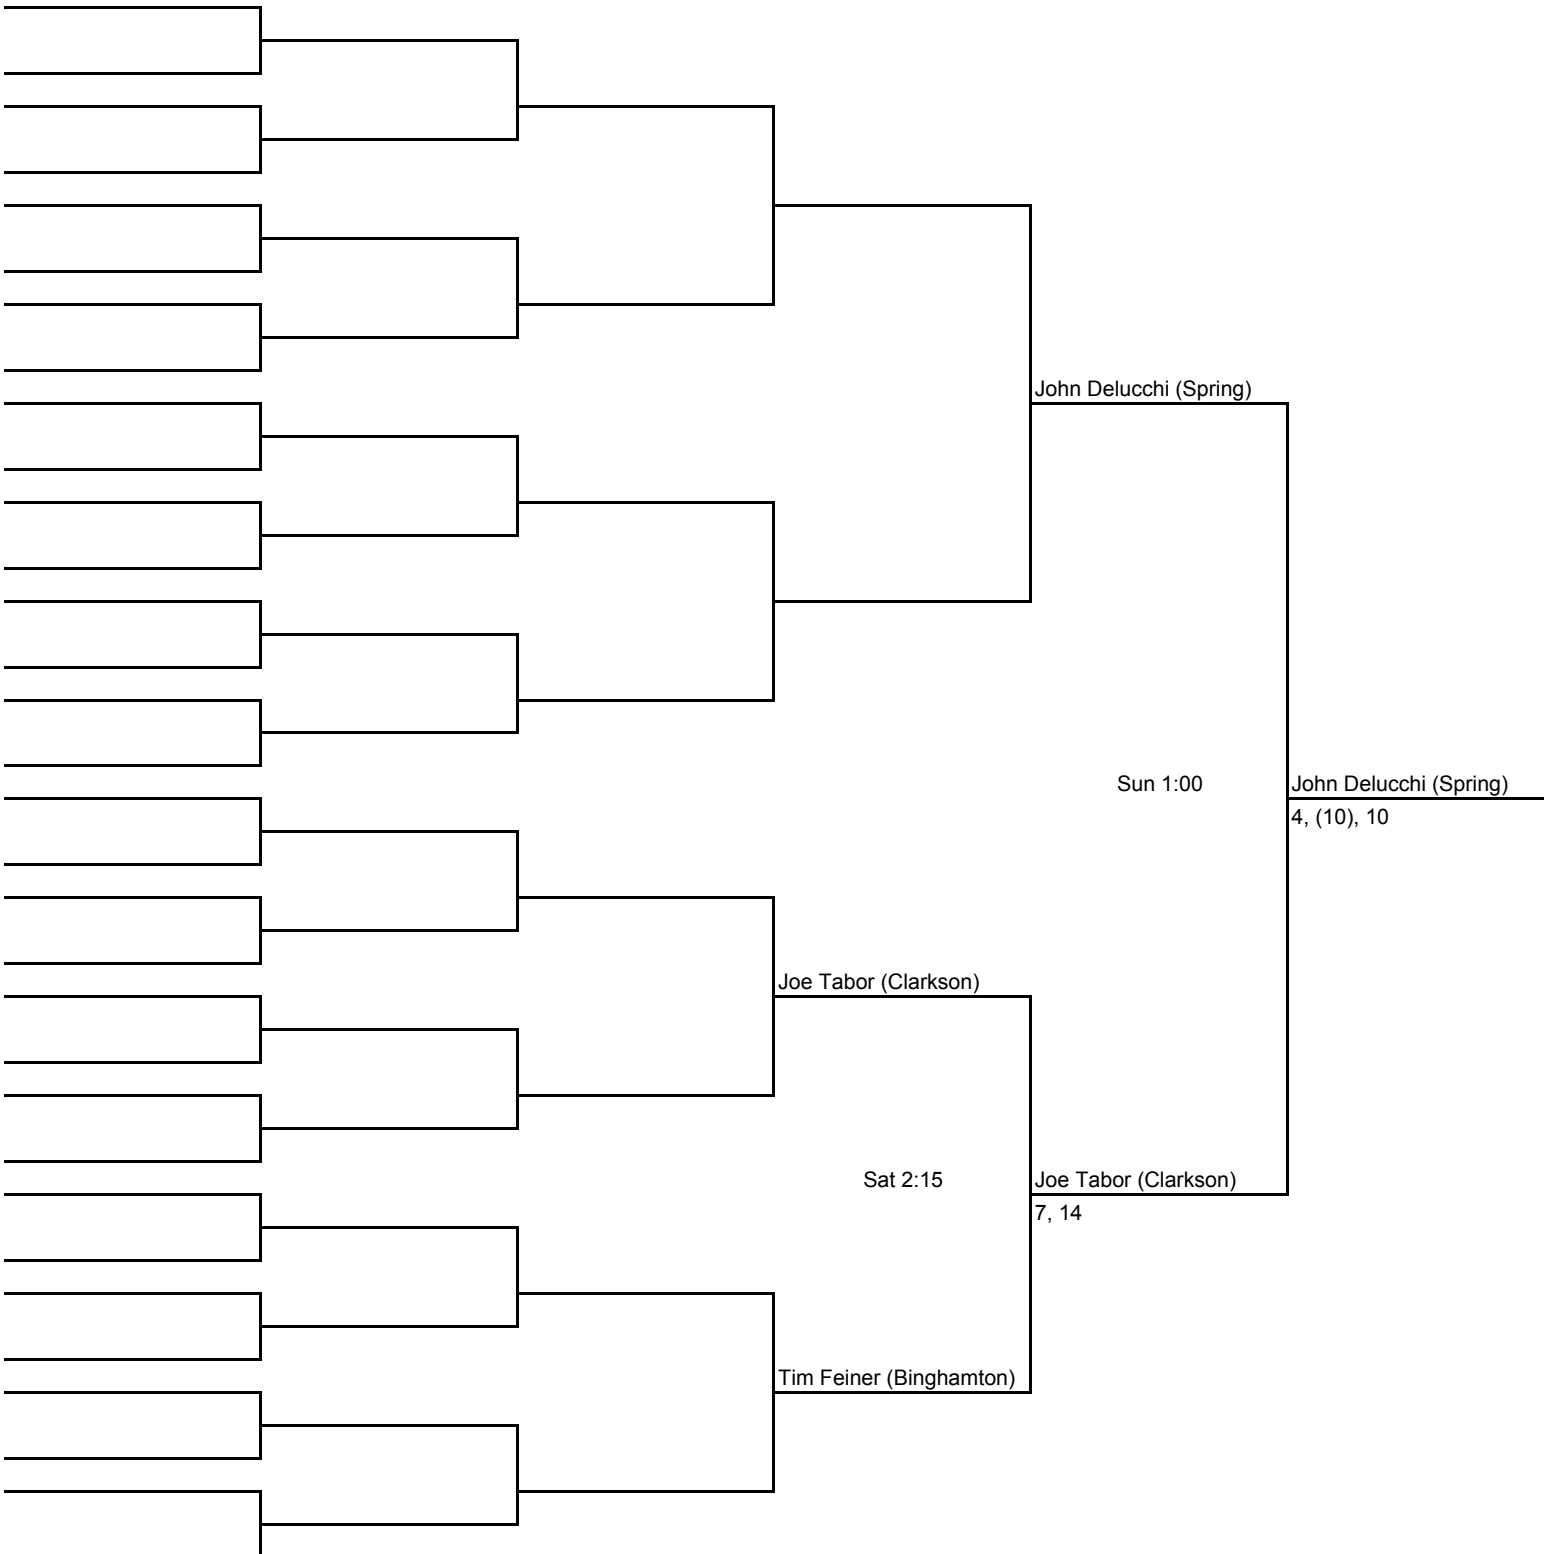 John Delucchi (Spring)
Sun 1:00
John Delucchi (Spring)
4, (10), 10
Joe Tabor (Clarkson)
Sat 2:15
Joe Tabor (Clarkson)
7, 14
Tim Feiner (Binghamton)